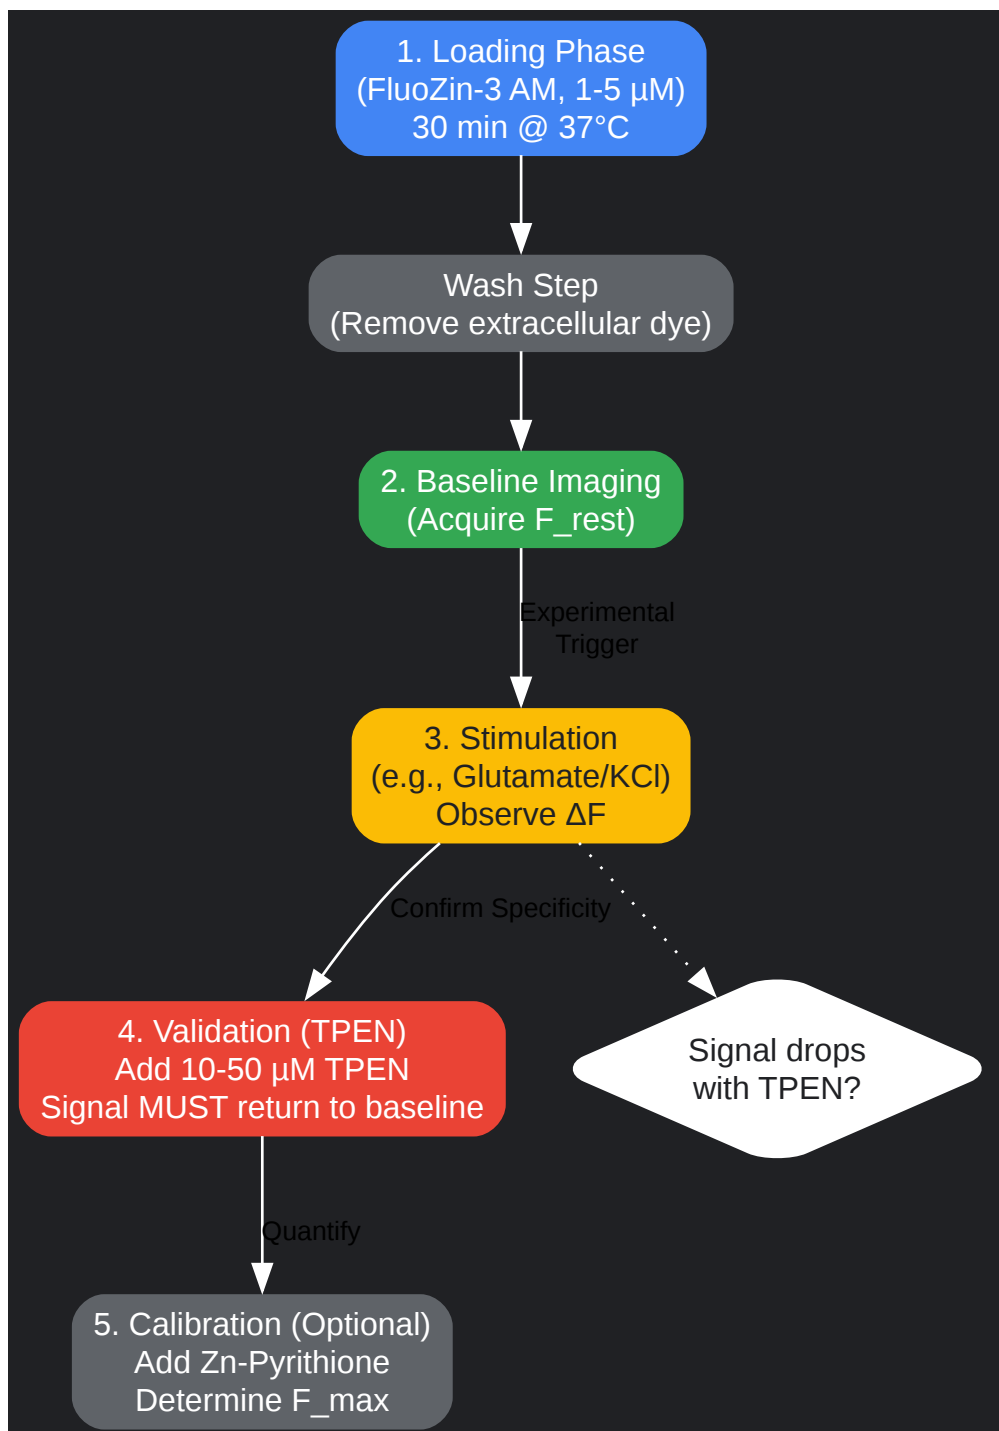 1. Loading Phase
(FluoZin-3 AM, 1-5 µM)
30 min @ 37°C
Wash Step
(Remove extracellular dye)
2. Baseline Imaging
(Acquire F_rest)
Experimental
Trigger
3. Stimulation
(e.g., Glutamate/KCl)
Observe ΔF
Confirm Specificity
4. Validation (TPEN)
Add 10-50 µM TPEN
Signal MUST return to baseline
Signal drops
with TPEN?
Quantify
5. Calibration (Optional)
Add Zn-Pyrithione
Determine F_max